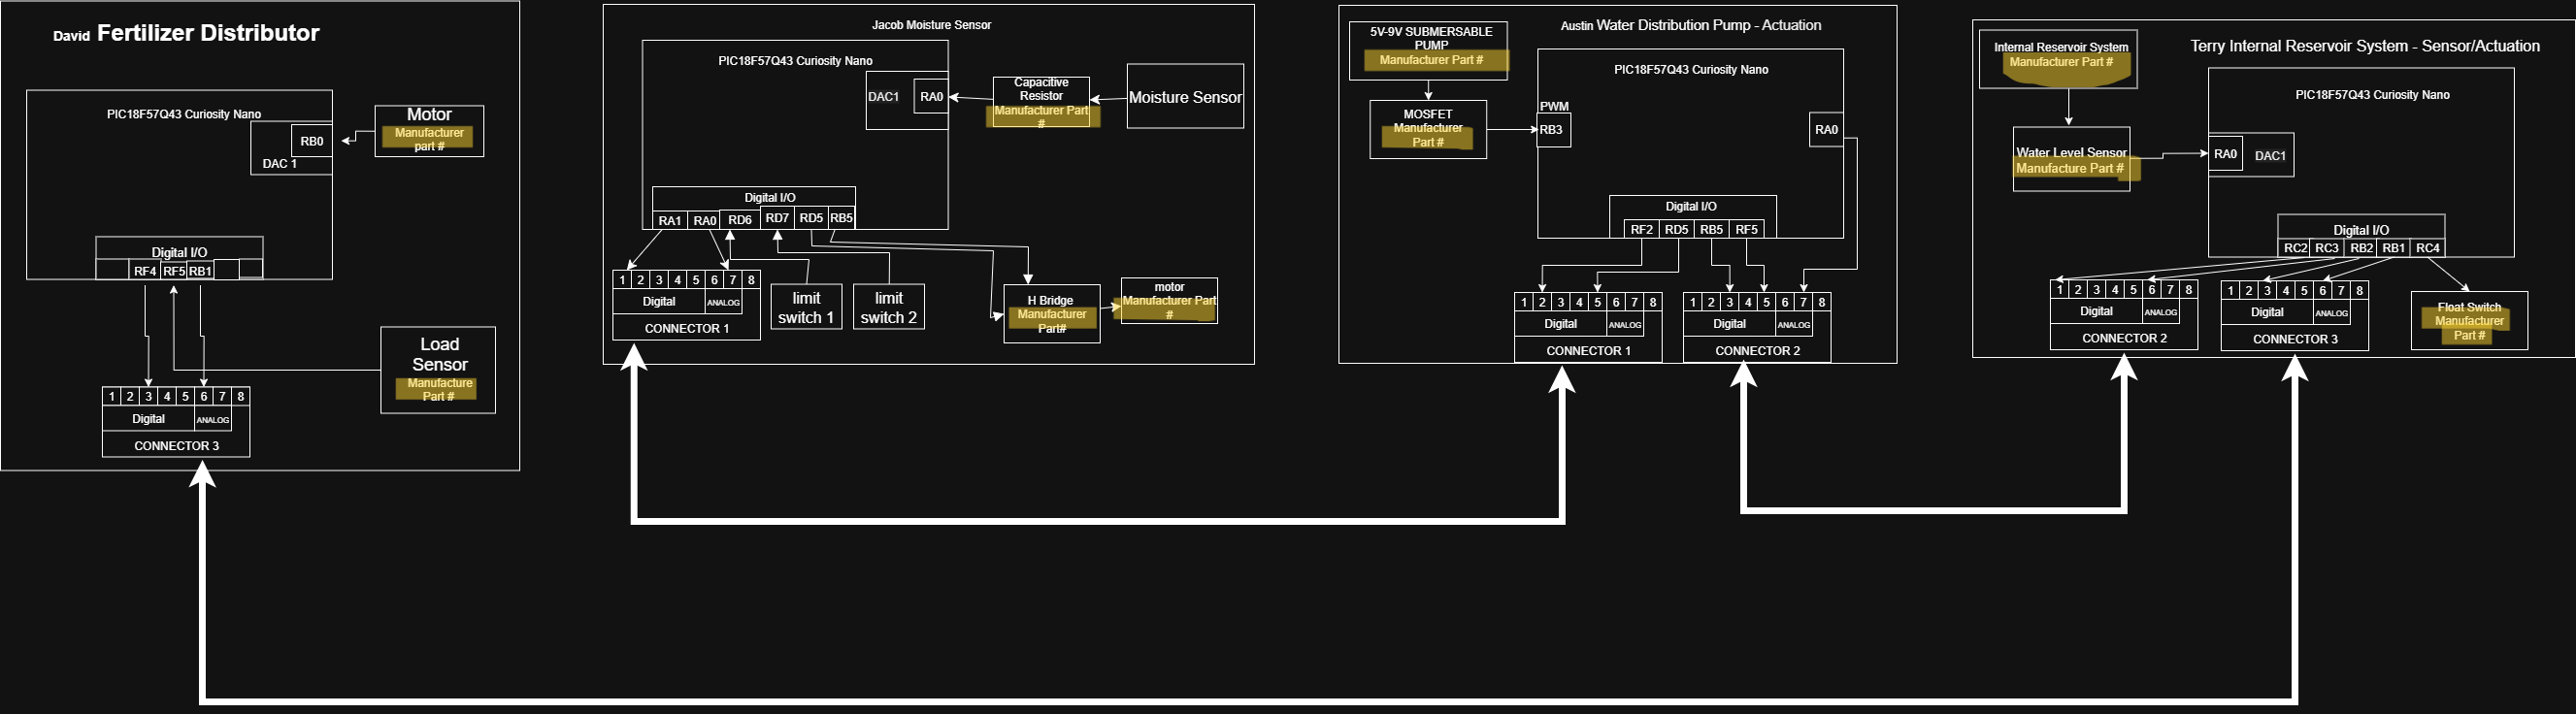 David Fertilizer Distributor
PIC18F57Q43 Curiosity Nano
RB0
DAC 1
Motor
Manufacturer
part #
Digital I/O
RF4 RF5 RB1
Load
Sensor
Manufacture
Part #
1 2 3 4 5 6 7 8
Digital ANALOG
CONNECTOR 3
Jacob Moisture Sensor
PIC18F57Q43 Curiosity Nano
DAC1 RA0
Capacitive
Resistor
Manufacturer Part
#
Moisture Sensor
Digital I/O
RA1 RA0 RD6 RD7 RD5 RB5
1 2 3 4 5 6 7 8
Digital ANALOG
CONNECTOR 1
limit
switch 1
limit
switch 2
H Bridge
Manufacturer
Part#
motor
Manufacturer Part
#
Austin Water Distribution Pump - Actuation
5V-9V SUBMERSABLE
PUMP
Manufacturer Part #
MOSFET
Manufacturer
Part #
PIC18F57Q43 Curiosity Nano
PWM
RB3
RA0
Digital I/O
RF2 RD5 RB5 RF5
1 2 3 4 5 6 7 8
Digital ANALOG
CONNECTOR 1
1 2 3 4 5 6 7 8
Digital ANALOG
CONNECTOR 2
Terry Internal Reservoir System - Sensor/Actuation
Internal Reservoir System
Manufacturer Part #
Water Level Sensor
Manufacture Part #
PIC18F57Q43 Curiosity Nano
RA0 DAC1
Digital I/O
RC2 RC3 RB2 RB1 RC4
1 2 3 4 5 6 7 8
Digital ANALOG
CONNECTOR 2
1 2 3 4 5 6 7 8
Digital ANALOG
CONNECTOR 3
Float Switch
Manufacturer
Part #